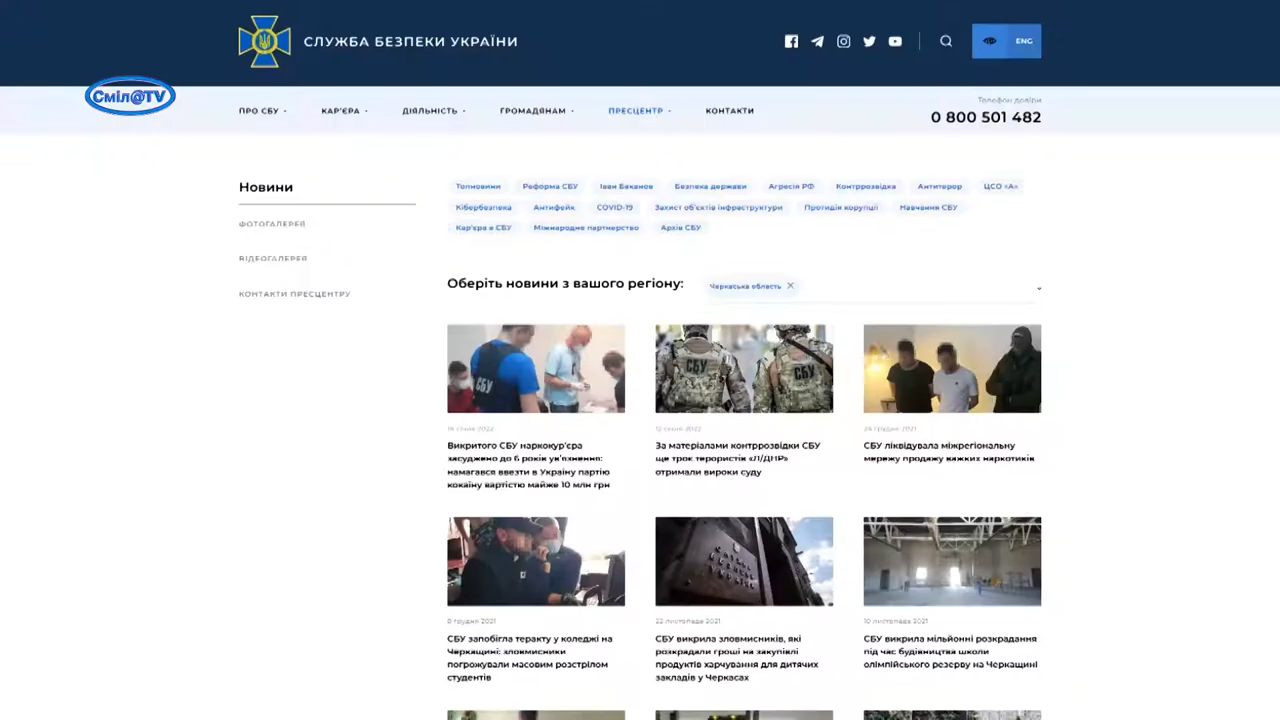 СЛУЖБА БЕЗПЕКИ УКРАЇНИ
ENG
Сміл@TV
ПРО СБУ
КАР'ЄРА
ДІЯЛЬНІСТЬ
ГРОМАДЯНАМ
ПРЕСЦЕНТР
КОНТАКТИ
Телефон довіри
0 800 501 482
Новини
ФОТОГАЛЕРЕЯ
ВІДЕОГАЛЕРЕЯ
КОНТАКТИ ПРЕСЦЕНТРУ
Топновини Реформа СБУ Іван Баканов Безпека держави Агресія РФ Контррозвідка Антитерор ЦСО «А»
Кібербезпека Антифейк COVID-19 Захист об'єктів інфраструктури Протидія корупції Навчання СБУ
Кар'єра в СБУ Міжнародне партнерство Архів СБУ
Оберіть новини з вашого регіону:
Черкаська область
СБУ
СБУ
СБУ
14 січня 2022
Викритого СБУ наркокур'єра
засуджено до 6 років ув'язнення:
намагався ввезти в Україну партію
кокаїну вартістю майже 10 млн грн
12 січня 2022
За матеріалами контррозвідки СБУ
ще троє терористів «Л/ДНР»
отримали вироки суду
грудня 2021
СБУ ліквідувала міжрегіональну
мережу продажу важких наркотиків
грудня 2021
СБУ запобігла теракту у коледжі на
Черкащині: зловмисники
погрожували масовим розстрілом
студентів
22 листопада 2021
СБУ викрила зловмисників, які
розкрадали гроші на закупівлі
продуктів харчування для дитячих
закладів у Черкасах
10 листопада 2021
СБУ викрила мільйонні розкрадання
під час будівництва школи
олімпійського резерву на Черкащині